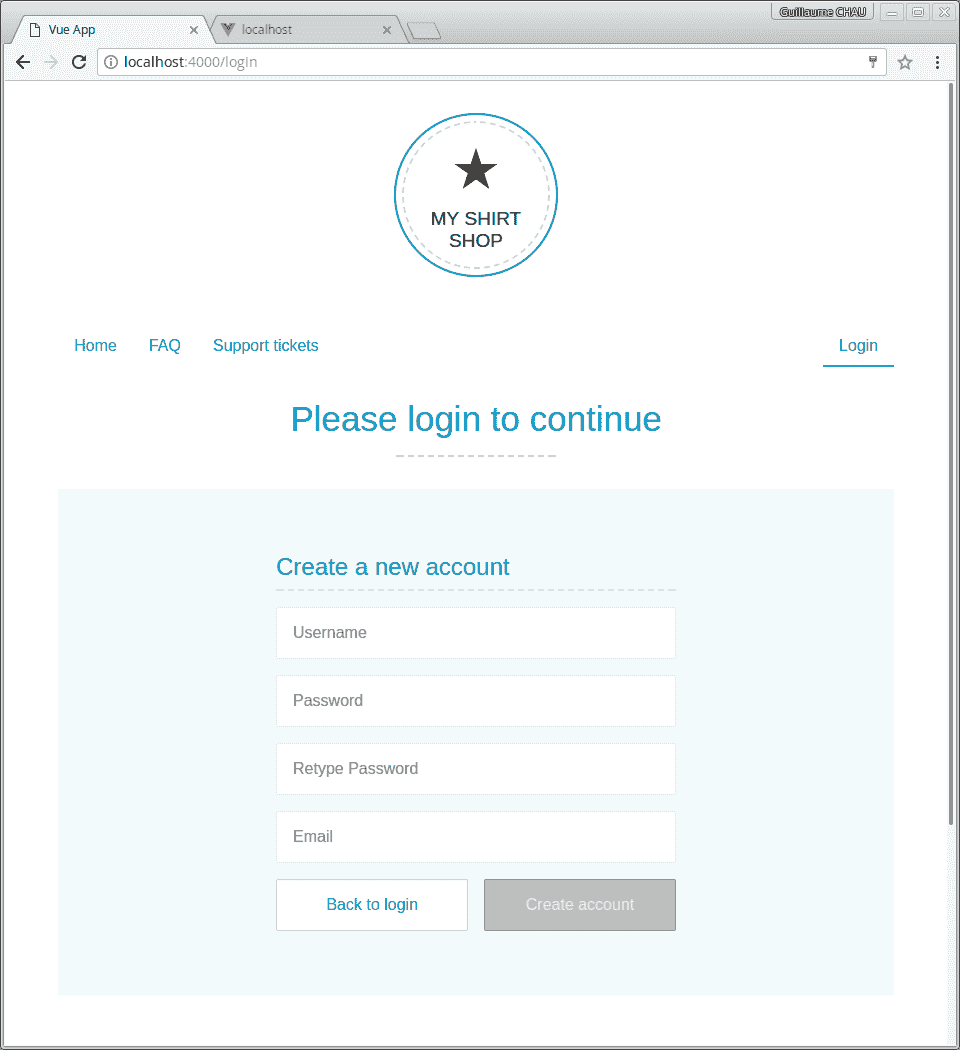 Guillaume CHAU
Vue App
localhost
localhost:4000/login
MY SHIRT
SHOP
Home FAQ Support tickets Login
Please login to continue
Create a new account
Username
Password
Retype Password
Email
Back to login Create account